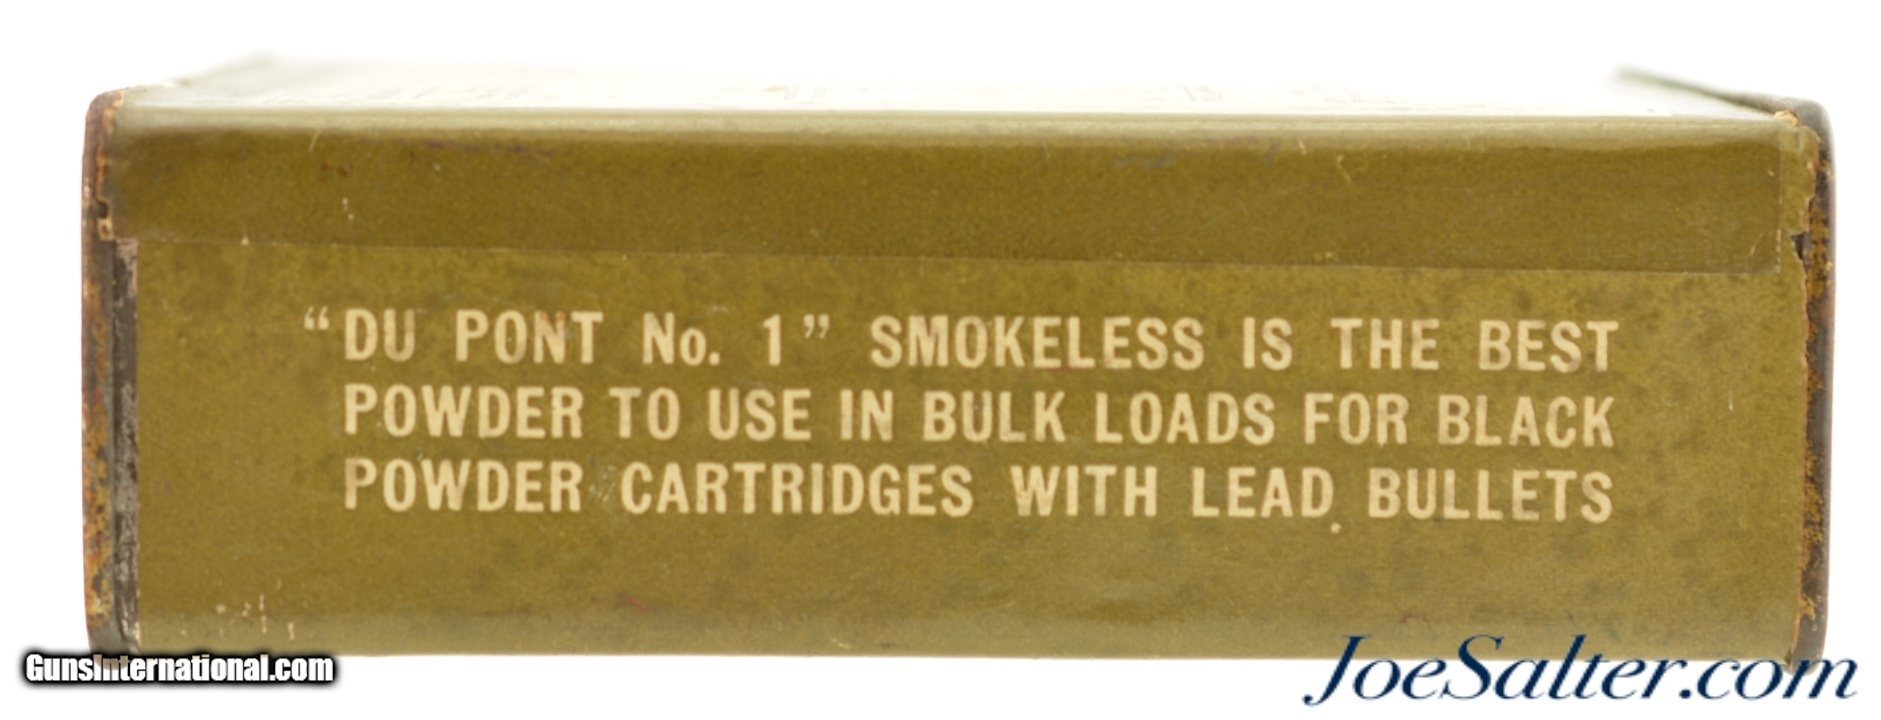 “DU PONT No. 1” SMOKELESS IS THE BEST
POWDER TO USE IN BULK LOADS FOR BLACK
POWDER CARTRIDGES WITH LEAD BULLETS
GunsInternational.com
JoeSalter.com